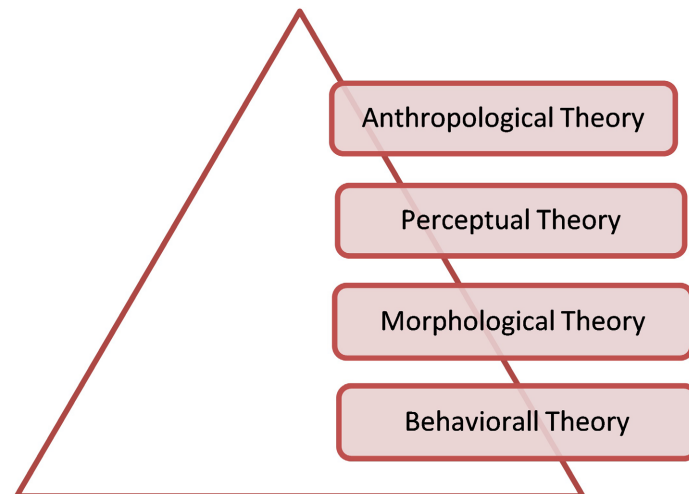 Anthropological Theory
Perceptual Theory
Morphological Theory
Behaviorall Theory